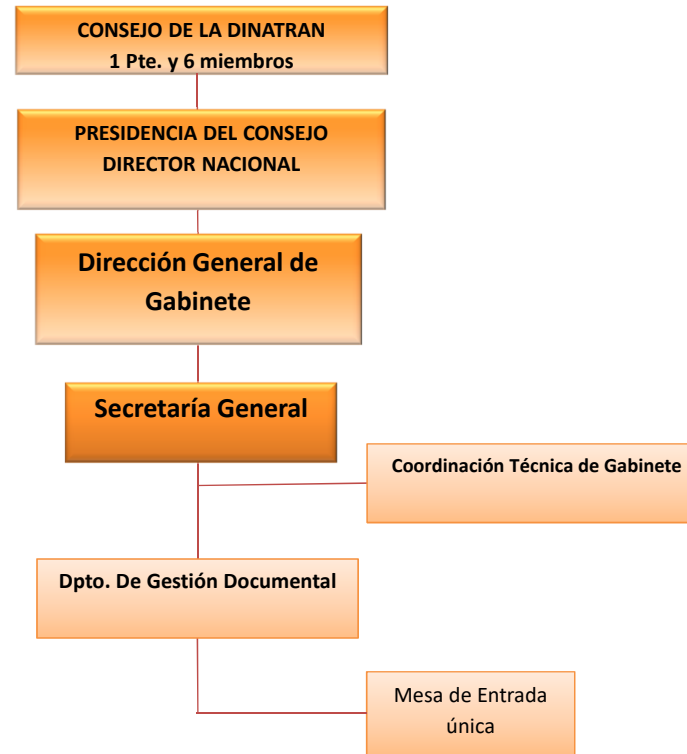 CONSEJO DE LA DINATRAN
1 Pte. y 6 miembros
PRESIDENCIA DEL CONSEJO
DIRECTOR NACIONAL
Dirección General de
Gabinete
Secretaría General
Coordinación Técnica de Gabinete
Dpto. De Gestión Documental
Mesa de Entrada
única